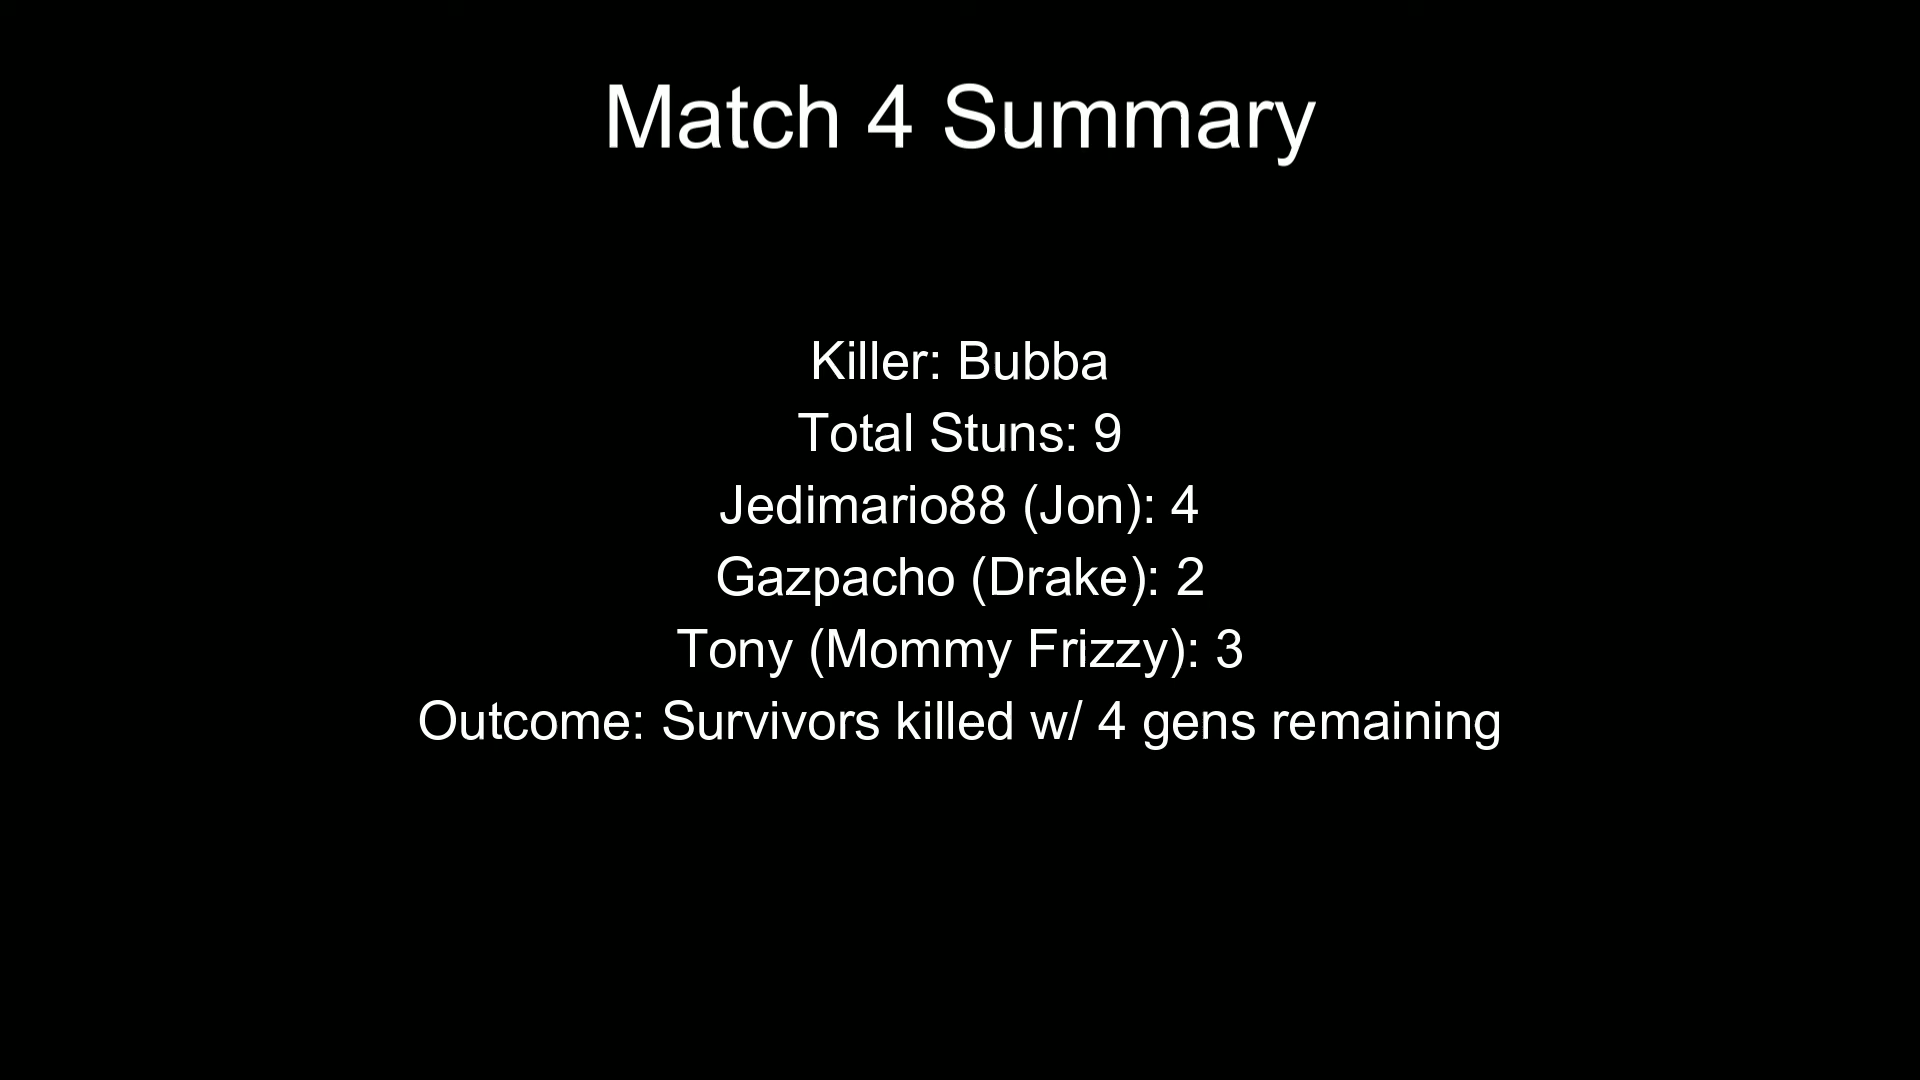 Match 4 Summary
Killer: Bubba
Total Stuns: 9
Jedimario88 (Jon): 4
Gazpacho (Drake): 2
Tony (Mommy Frizzy): 3
Outcome: Survivors killed w/ 4 gens remaining